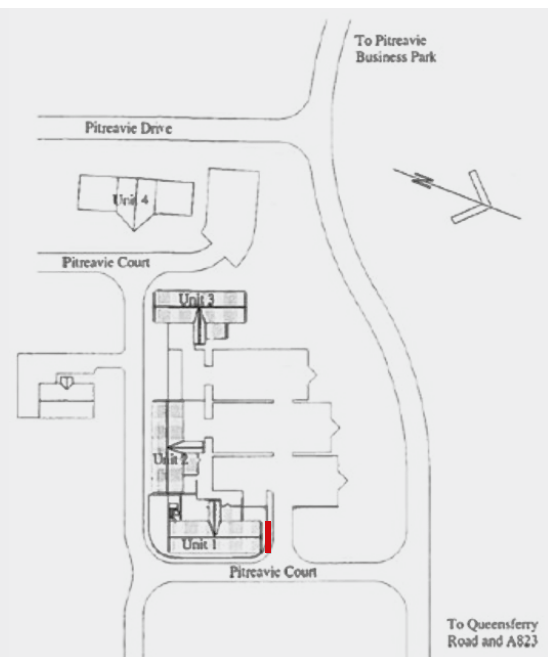 To Pitreavie
Business Park
Pitreavie Drive
N
Unit 4
Pitreavie Court
Unit 3
Unit 2
Unit 1
Pitreavie Court
To Queensferry
Road and A823